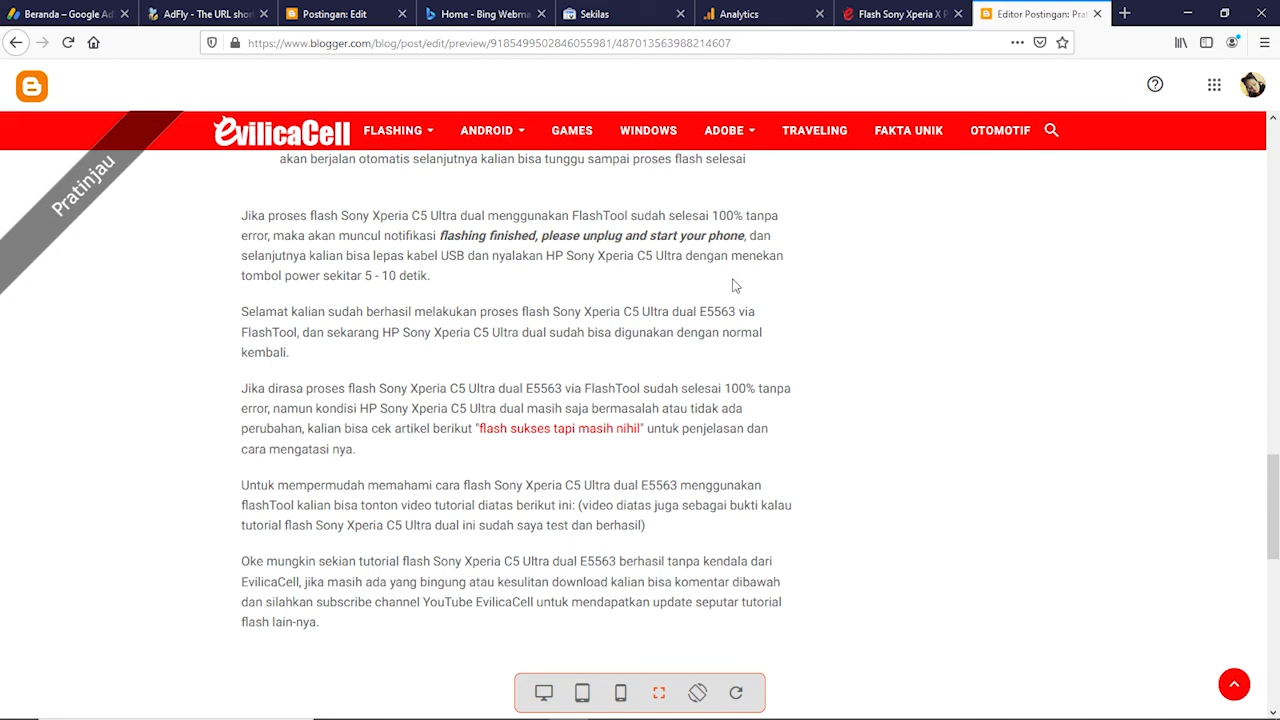 Beranda – Google Ad
AdFly - The URL short
Postingan: Edit
Home - Bing Webma
Sekilas
Analytics
Flash Sony Xperia X P
Editor Postingan: Pra
https://www.blogger.com/blog/post/edit/preview/9185499502846055981/487013563988214607
Pratinjau
evilicaCell
FLASHING
ANDROID
GAMES
WINDOWS
ADOBE
TRAVELING
FAKTA UNIK
OTOMOTIF
akan berjalan otomatis selanjutnya kalian bisa tunggu sampai proses flash selesai
Jika proses flash Sony Xperia C5 Ultra dual menggunakan FlashTool sudah selesai 100% tanpa
error, maka akan muncul notifikasi flashing finished, please unplug and start your phone, dan
selanjutnya kalian bisa lepas kabel USB dan nyalakan HP Sony Xperia C5 Ultra dengan menekan
tombol power sekitar 5 - 10 detik.
Selamat kalian sudah berhasil melakukan proses flash Sony Xperia C5 Ultra dual E5563 via
FlashTool, dan sekarang HP Sony Xperia C5 Ultra dual sudah bisa digunakan dengan normal
kembali.
Jika dirasa proses flash Sony Xperia C5 Ultra dual E5563 via FlashTool sudah selesai 100% tanpa
error, namun kondisi HP Sony Xperia C5 Ultra dual masih saja bermasalah atau tidak ada
perubahan, kalian bisa cek artikel berikut "flash sukses tapi masih nihil" untuk penjelasan dan
cara mengatasi nya.
Untuk mempermudah memahami cara flash Sony Xperia C5 Ultra dual E5563 menggunakan
flashTool kalian bisa tonton video tutorial diatas berikut ini: (video diatas juga sebagai bukti kalau
tutorial flash Sony Xperia C5 Ultra dual ini sudah saya test dan berhasil)
Oke mungkin sekian tutorial flash Sony Xperia C5 Ultra dual E5563 berhasil tanpa kendala dari
EvilicaCell, jika masih ada yang bingung atau kesulitan download kalian bisa komentar dibawah
dan silahkan subscribe channel YouTube EvilicaCell untuk mendapatkan update seputar tutorial
flash lain-nya.